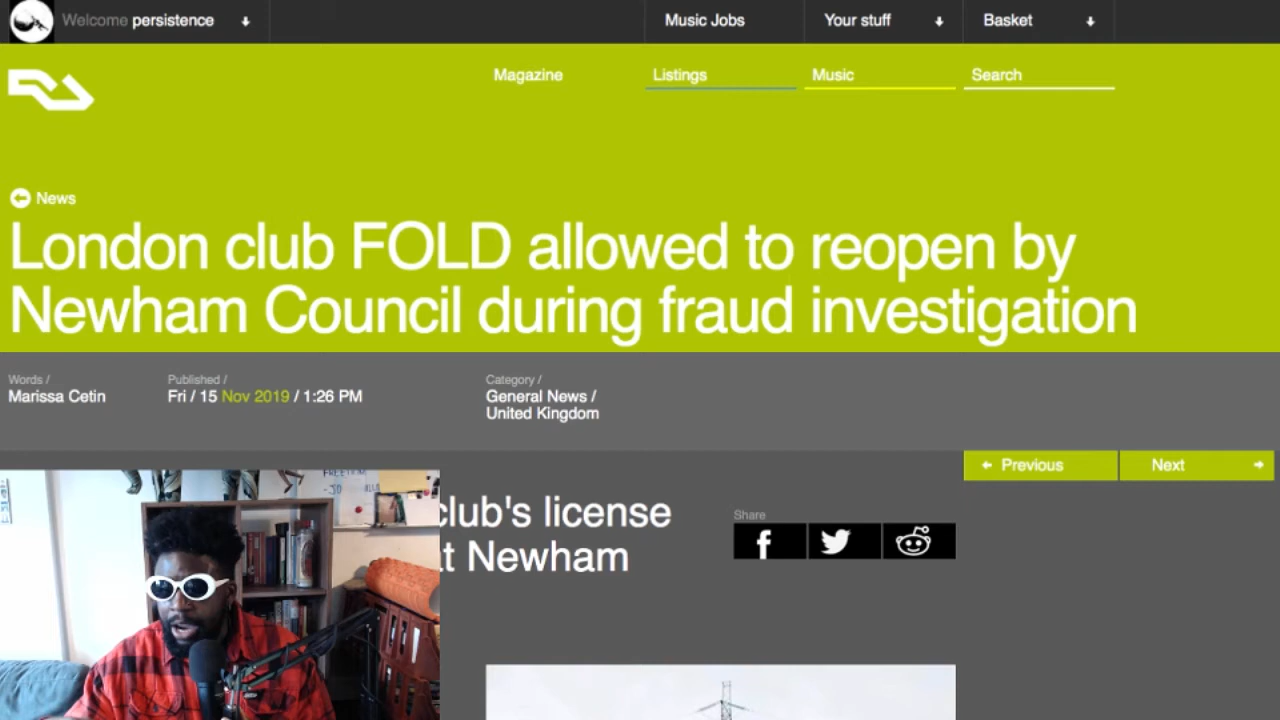 Welcome persistence
Music Jobs
Your stuff
Basket
Magazine
Listings
Music
Search
News
London club FOLD allowed to reopen by
Newham Council during fraud investigation
Words /
Marissa Cetin
Published /
Fri / 15 Nov 2019 / 1:26 PM
Category /
General News /
United Kingdom
Previous
Next
club's license
at Newham
Share